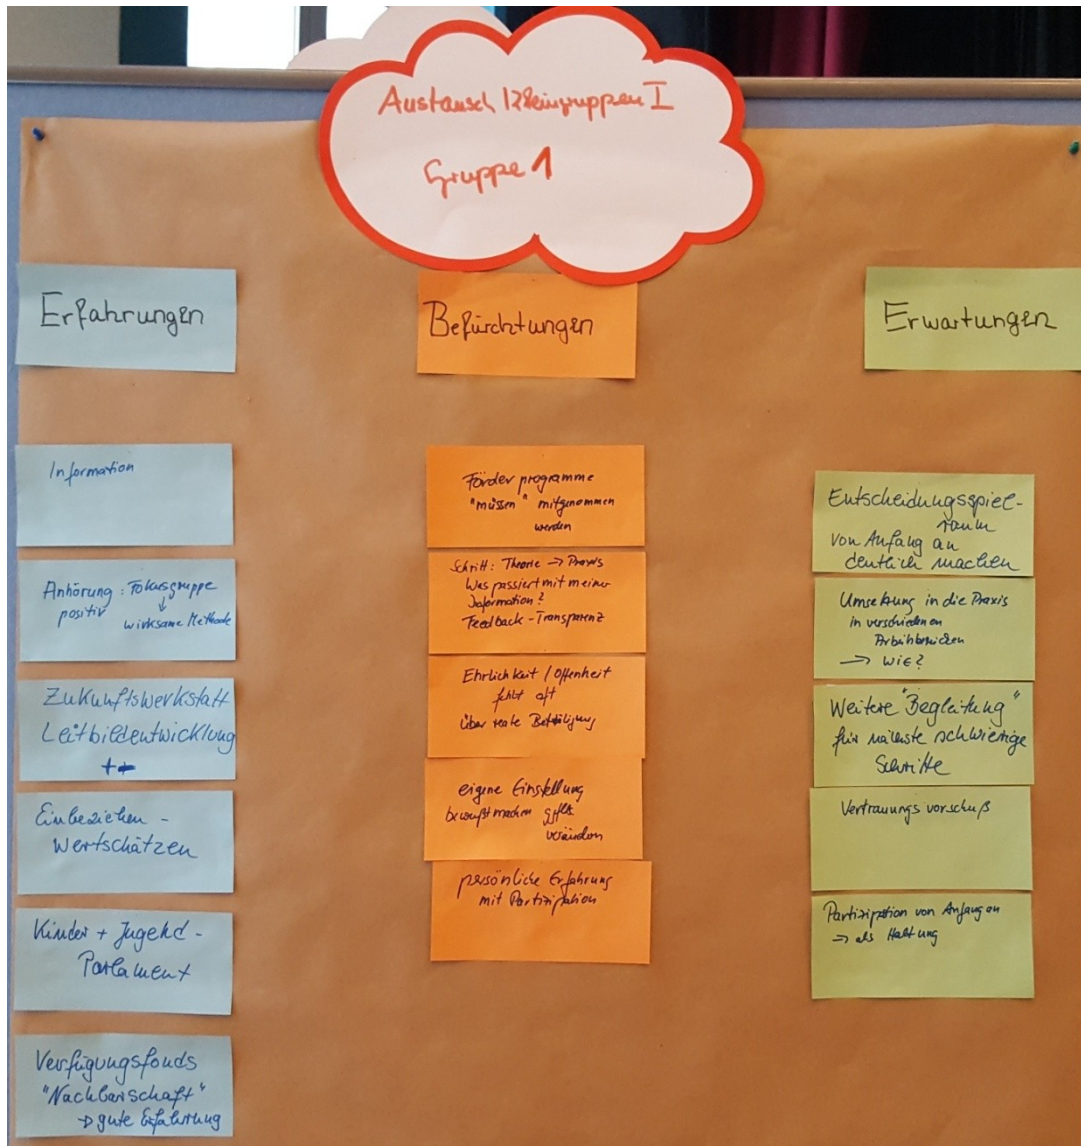 Austausch Kleingruppen I
Gruppe 1
Erfahrungen
Information
Anhörung : Fokusgruppe
positiv ↓
wirksame Methode
Zukunftswerkstatt
Leitbildentwicklung
Einbeziehen -
Wertschätzen
Kinder + Jugend -
Parlament
Verfügungsfonds
"Nachbarschaft"
→ gute Erfahrung
Befürchtungen
Förder programme
"müssen" mitgenommen
werden
Schritt: Theorie → Praxis
Was passiert mit meiner
Information?
Feedback - Transparenz
Ehrlichkeit / Offenheit
fehlt oft
über reale Beteiligung
eigene Einstellung
bewußt machen ggfls
verändern
persönliche Erfahrung
mit Partizipation
Erwartungen
Entscheidungsspiel-
raum
von Anfang an
deutlich machen
Umsetzung in die Praxis
in verschiedenen
Arbeitsbereichen
→ WIE?
Weitere "Begleitung"
für nächste schwierige
Schritte
Vertrauungs vorschuß
Partizipation von Anfang an
→ als Haltung